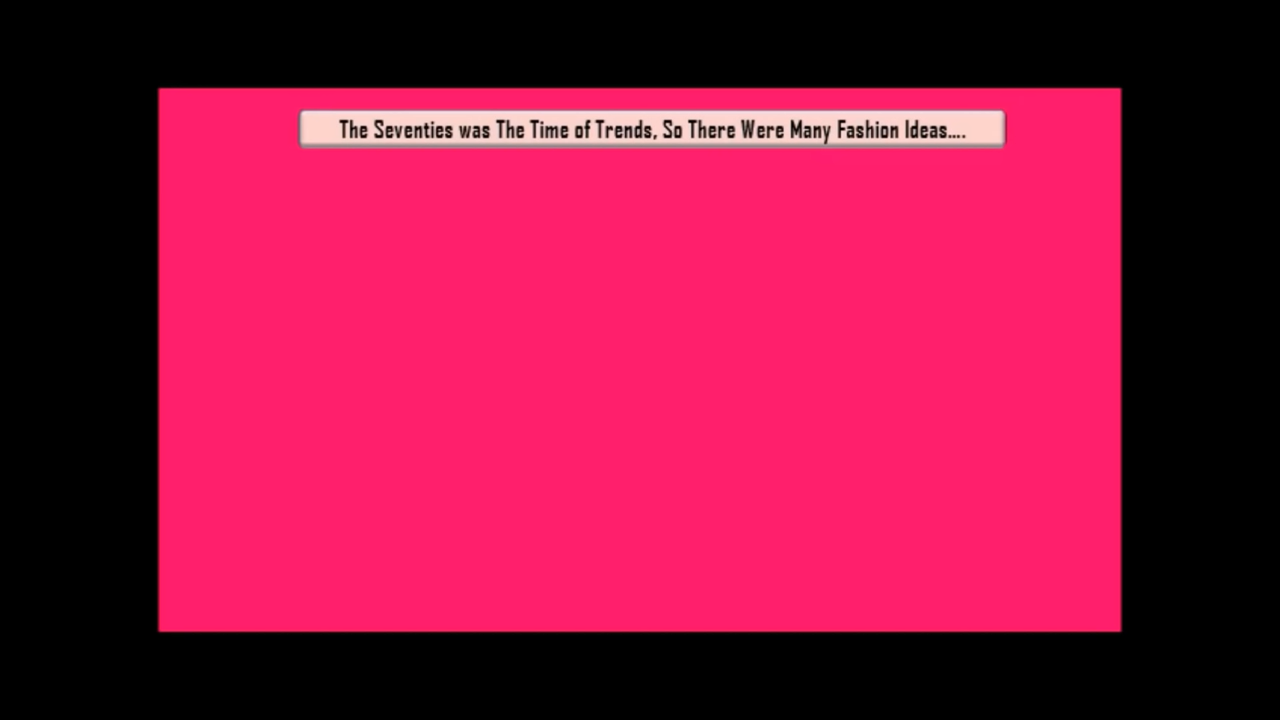 The Seventies was The Time of Trends, So There Were Many Fashion Ideas....